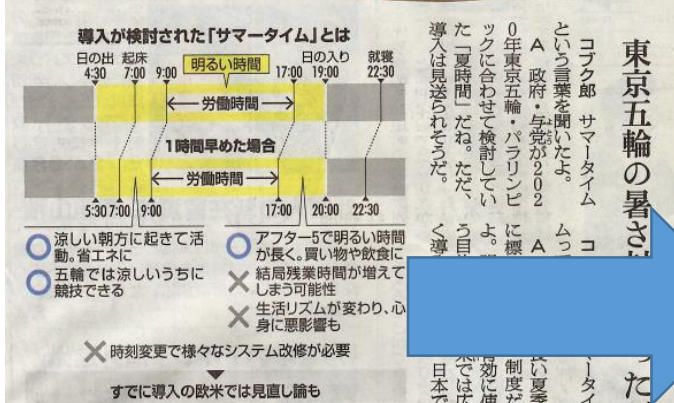 導入が検討された「サマータイム」とは
日の出 起床 明るい時間 日の入り 就寝
4:30 7:00 9:00 17:00 19:00 22:30
労働時間
1時間早めた場合
労働時間
5:30 7:00 9:00 17:00 20:00 22:30
○ 涼しい朝方に起きて活
動。省エネに
○ 五輪では涼しいうちに
競技できる
○ アフター5で明るい時間
が長く。買い物や飲食に
× 結局残業時間が増えて
しまう可能性
× 生活リズムが変わり、心
身に悪影響も
× 時刻変更で様々なシステム改修が必要
すでに導入の欧米では見直し論も
東京五輪の暑さ
った
コブク郎 サマータイム
という言葉を聞いたよ。
A 政府・与党が202
0年東京五輪・パラリンピ
ックに合わせて検討してい
た「夏時間」だね。ただ、
導入は見送られそうだ。